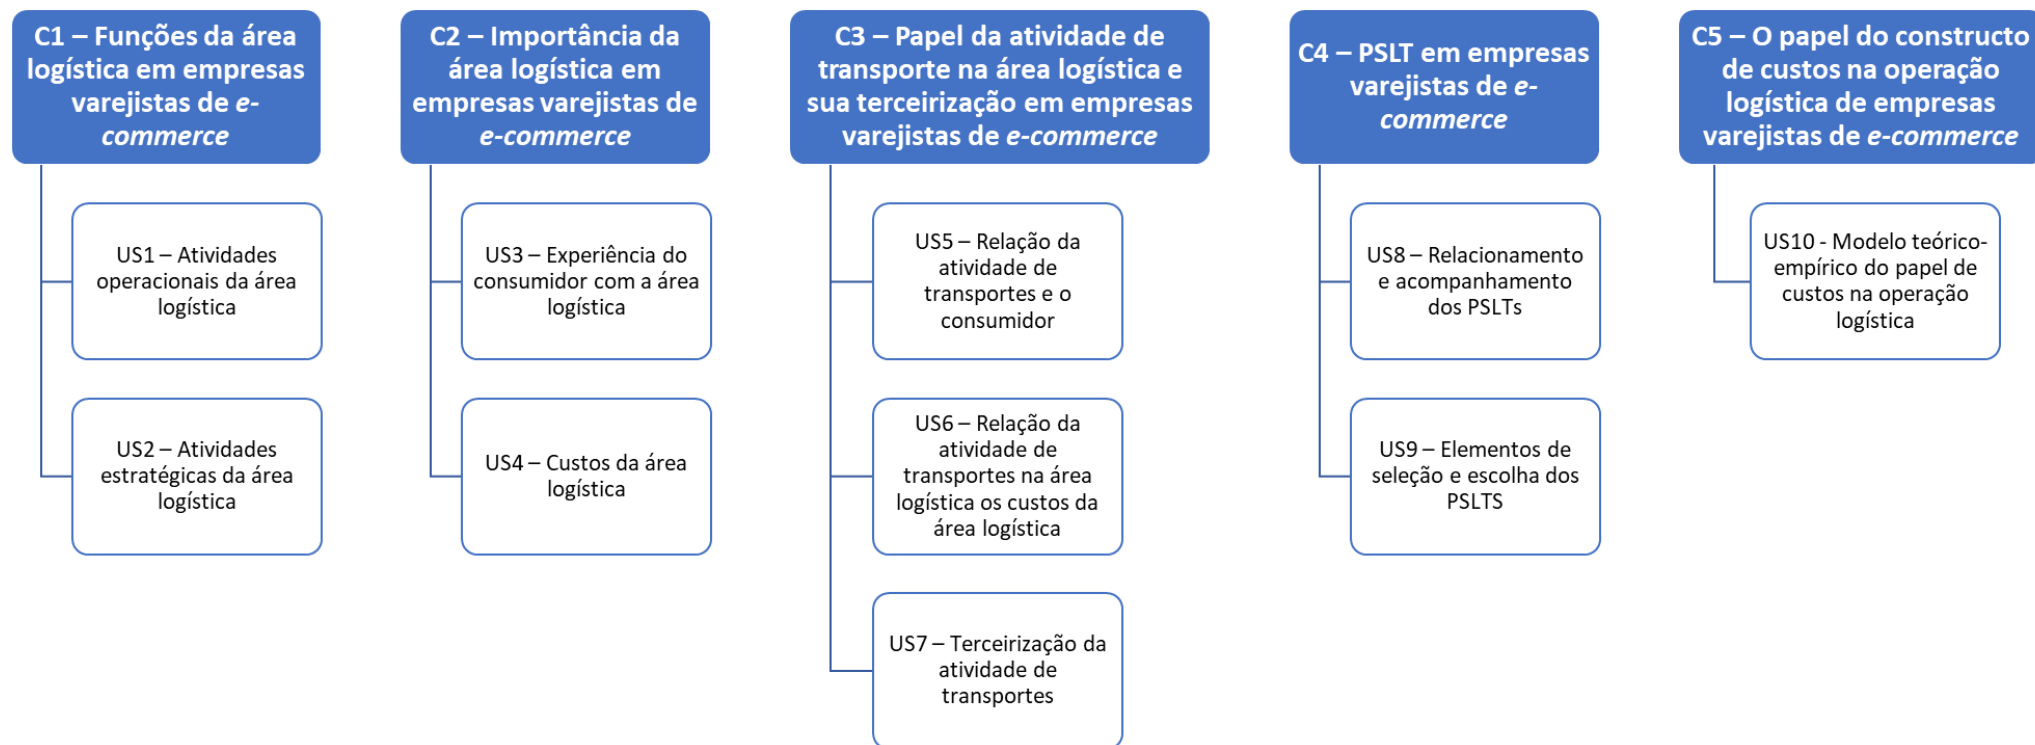 C1 – Funções da área
logística em empresas
varejistas de e-
commerce
US1 – Atividades
operacionais da área
logística
US2 – Atividades
estratégicas da área
logística
C2 – Importância da
área logística em
empresas varejistas de
e-commerce
US3 – Experiência do
consumidor com a área
logística
US4 – Custos da área
logística
C3 – Papel da atividade de
transporte na área logística e
sua terceirização em empresas
varejistas de e-commerce
US5 – Relação da
atividade de
transportes e o
consumidor
US6 – Relação da
atividade de
transportes na área
logística os custos da
área logística
US7 – Terceirização da
atividade de
transportes
C4 – PSLT em empresas
varejistas de e-
commerce
US8 – Relacionamento
e acompanhamento
dos PSLTs
US9 – Elementos de
seleção e escolha dos
PSLTS
C5 – O papel do constructo
de custos na operação
logística de empresas
varejistas de e-commerce
US10 - Modelo teórico-
empírico do papel de
custos na operação
logística